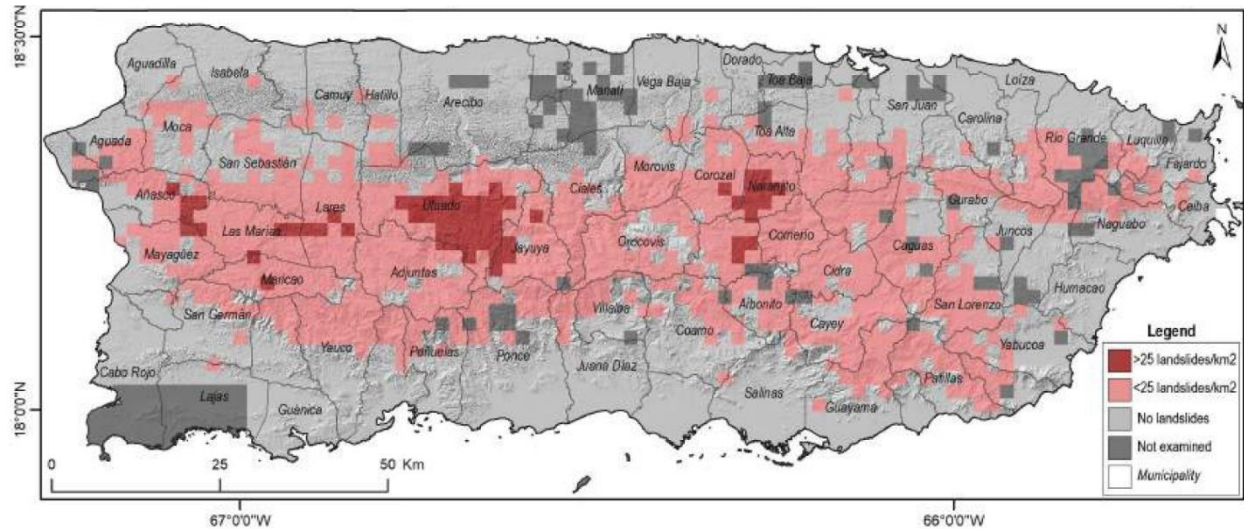 18°30'0"N
N
Aguadilla
Isabela
Camuy
Hatillo
Arecibo
Manatí
Vega Baja
Dorado
Toa Baja
San Juan
Loíza
Carolina
Río Grande
Luquillo
Fajardo
Aguada
Moca
San Sebastián
Morovis
Corozal
Toa Alta
Naranjito
Ciales
Añasco
Lares
Utuado
Las Marias
Jayuya
Orocovis
Comerio
Caguas
Gurabo
Juncos
Naguabo
Ceiba
Mayagüez
Maricao
Adjuntas
Villalba
Aibonito
Cidra
San Lorenzo
Humacao
San Germán
Yauco
Peñuelas
Ponce
Coamo
Cayey
Yabucoa
Cabo Rojo
Lajas
Guánica
Juana Díaz
Salinas
Guayama
Patillas
18°0'0"N
Legend
>25 landslides/km2
<25 landslides/km2
No landslides
Not examined
Municipality
0 25 50 Km
67°0'0"W 66°0'0"W